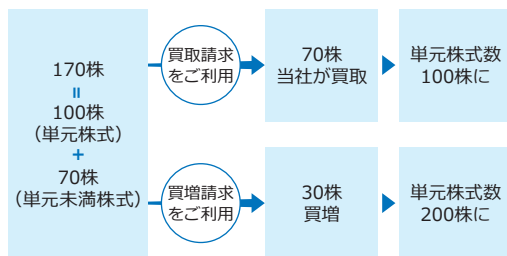 170株
=
100株
(単元株式)
+
70株
(単元未満株式)
買取請求
をご利用
70株
当社が買取
単元株式数
100株に
買増請求
をご利用
30株
買増
単元株式数
200株に